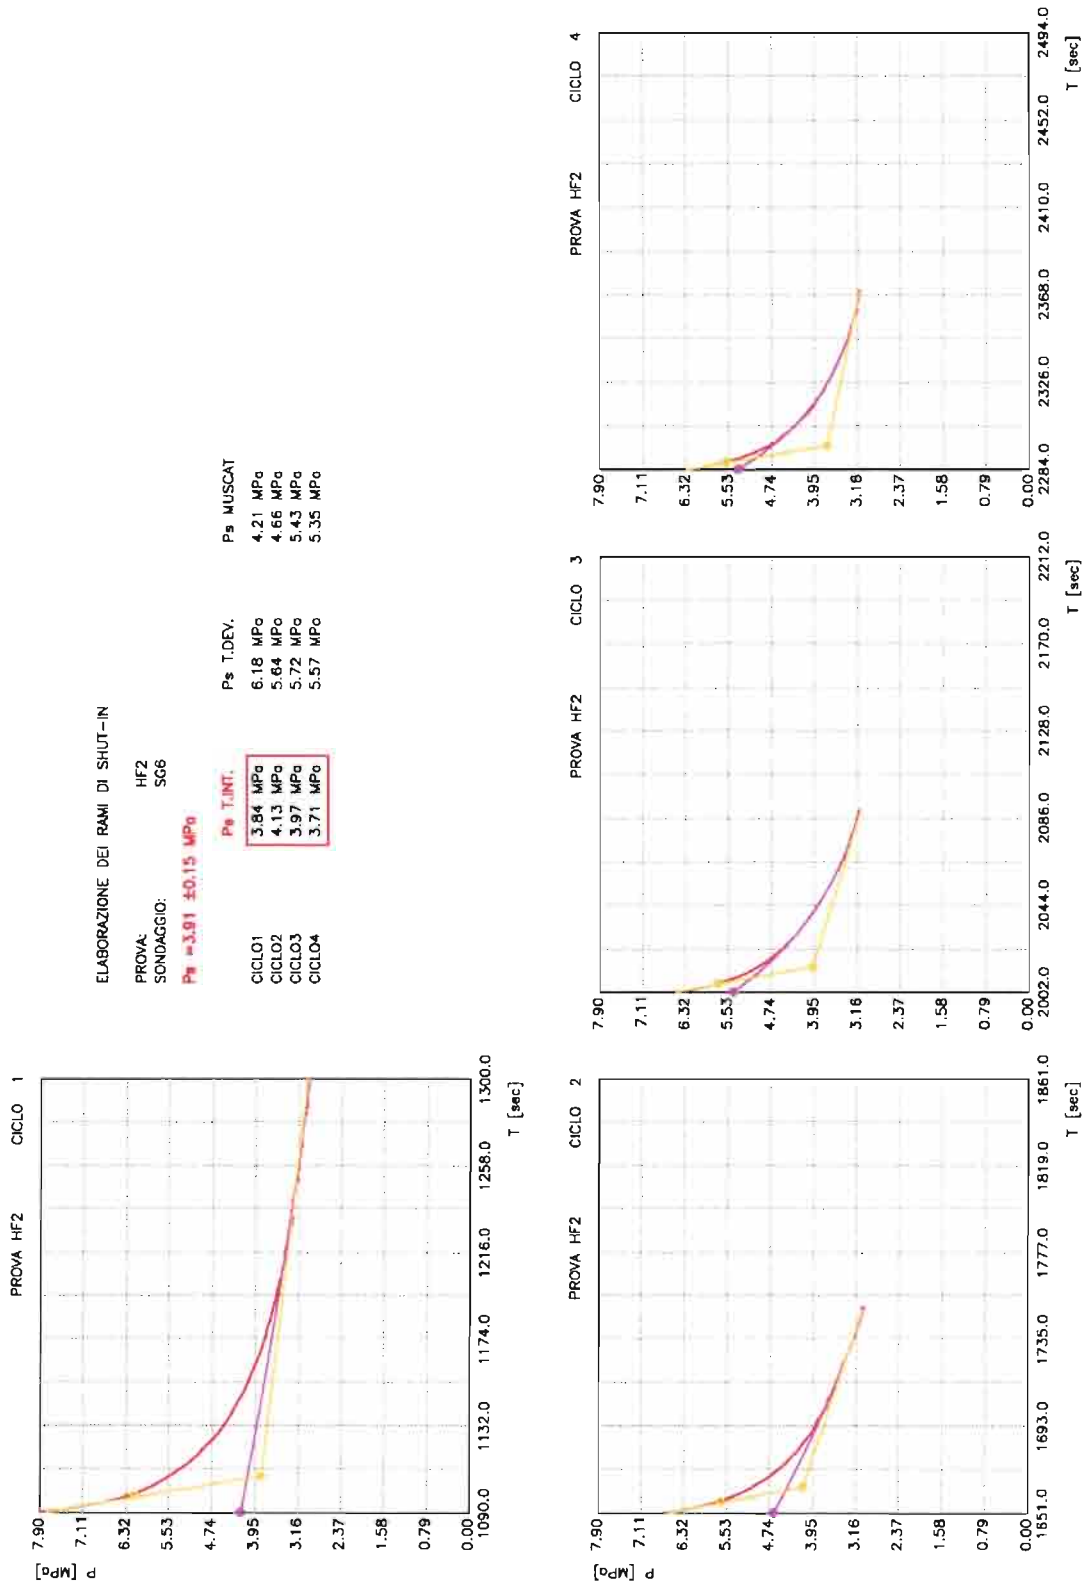 PROVA HF2 CICLO 1
P [MPa]
7.90
7.11
6.32
5.53
4.74
3.95
3.16
2.37
1.58
0.79
0.00
1090.0 1132.0 1174.0 1216.0 1258.0 1300.0
T [sec]
ELABORAZIONE DEI RAMI DI SHUT-IN
PROVA: HF2
SONDAGGIO: SG6
Ps =3.91 ±0.15 MPa
Ps T.INT. Ps T.DEV. Ps MUSCAT
CICLO1 3.84 MPa 6.18 MPa 4.21 MPa
CICLO2 4.13 MPa 5.64 MPa 4.66 MPa
CICLO3 3.97 MPa 5.72 MPa 5.43 MPa
CICLO4 3.71 MPa 5.57 MPa 5.35 MPa
PROVA HF2 CICLO 2
P [MPa]
7.90
7.11
6.32
5.53
4.74
3.95
3.16
2.37
1.58
0.79
0.00
1651.0 1693.0 1735.0 1777.0 1819.0 1861.0
T [sec]
PROVA HF2 CICLO 3
7.90
7.11
6.32
5.53
4.74
3.95
3.16
2.37
1.58
0.79
0.00
2002.0 2044.0 2086.0 2128.0 2170.0 2212.0
T [sec]
PROVA HF2 CICLO 4
7.90
7.11
6.32
5.53
4.74
3.95
3.16
2.37
1.58
0.79
0.00
2284.0 2326.0 2368.0 2410.0 2452.0 2494.0
T [sec]